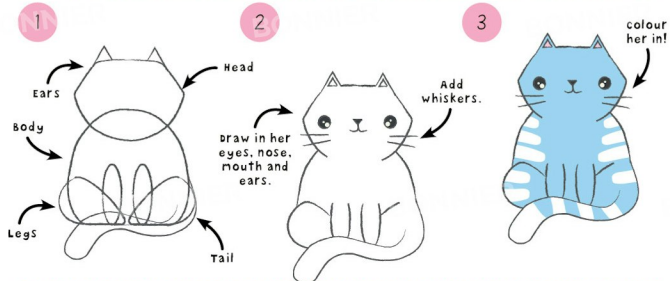 1
Ears
Head
Body
Legs
Tail
2
Draw in her
eyes, nose,
mouth and
ears.
Add
whiskers.
3
colour
her in!